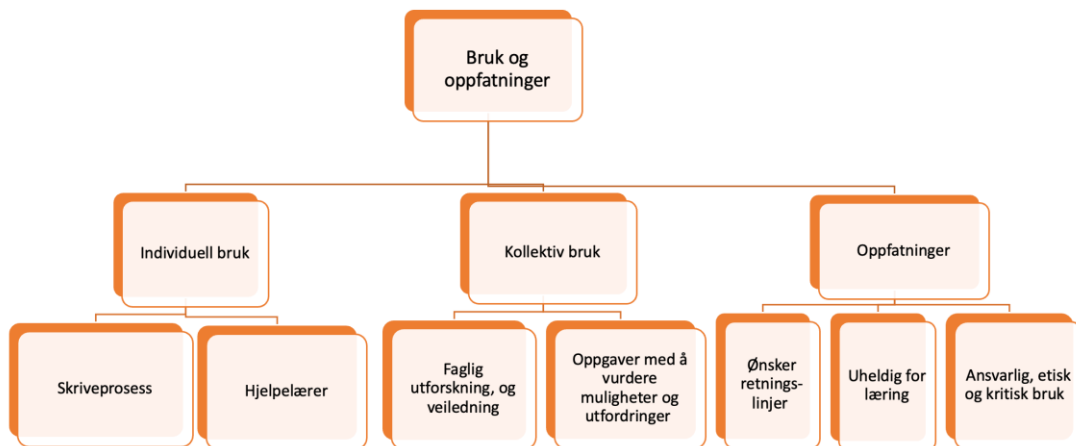 Bruk og
oppfatninger
Individuell bruk
Kollektiv bruk
Oppfatninger
Skriveprosess
Hjelpelærer
Faglig
utforskning, og
veiledning
Oppgaver med å
vurdere
muligheter og
utfordringer
Ønsker
retnings-
linjer
Uheldig for
læring
Ansvarlig, etisk
og kritisk bruk